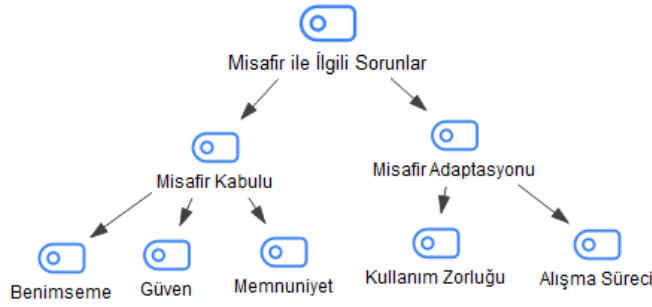 Misafir ile İlgili Sorunlar
Misafir Kabulu
Misafir Adaptasyonu
Benimseme
Güven
Memnuniyet
Kullanım Zorluğu
Alışma Süreci